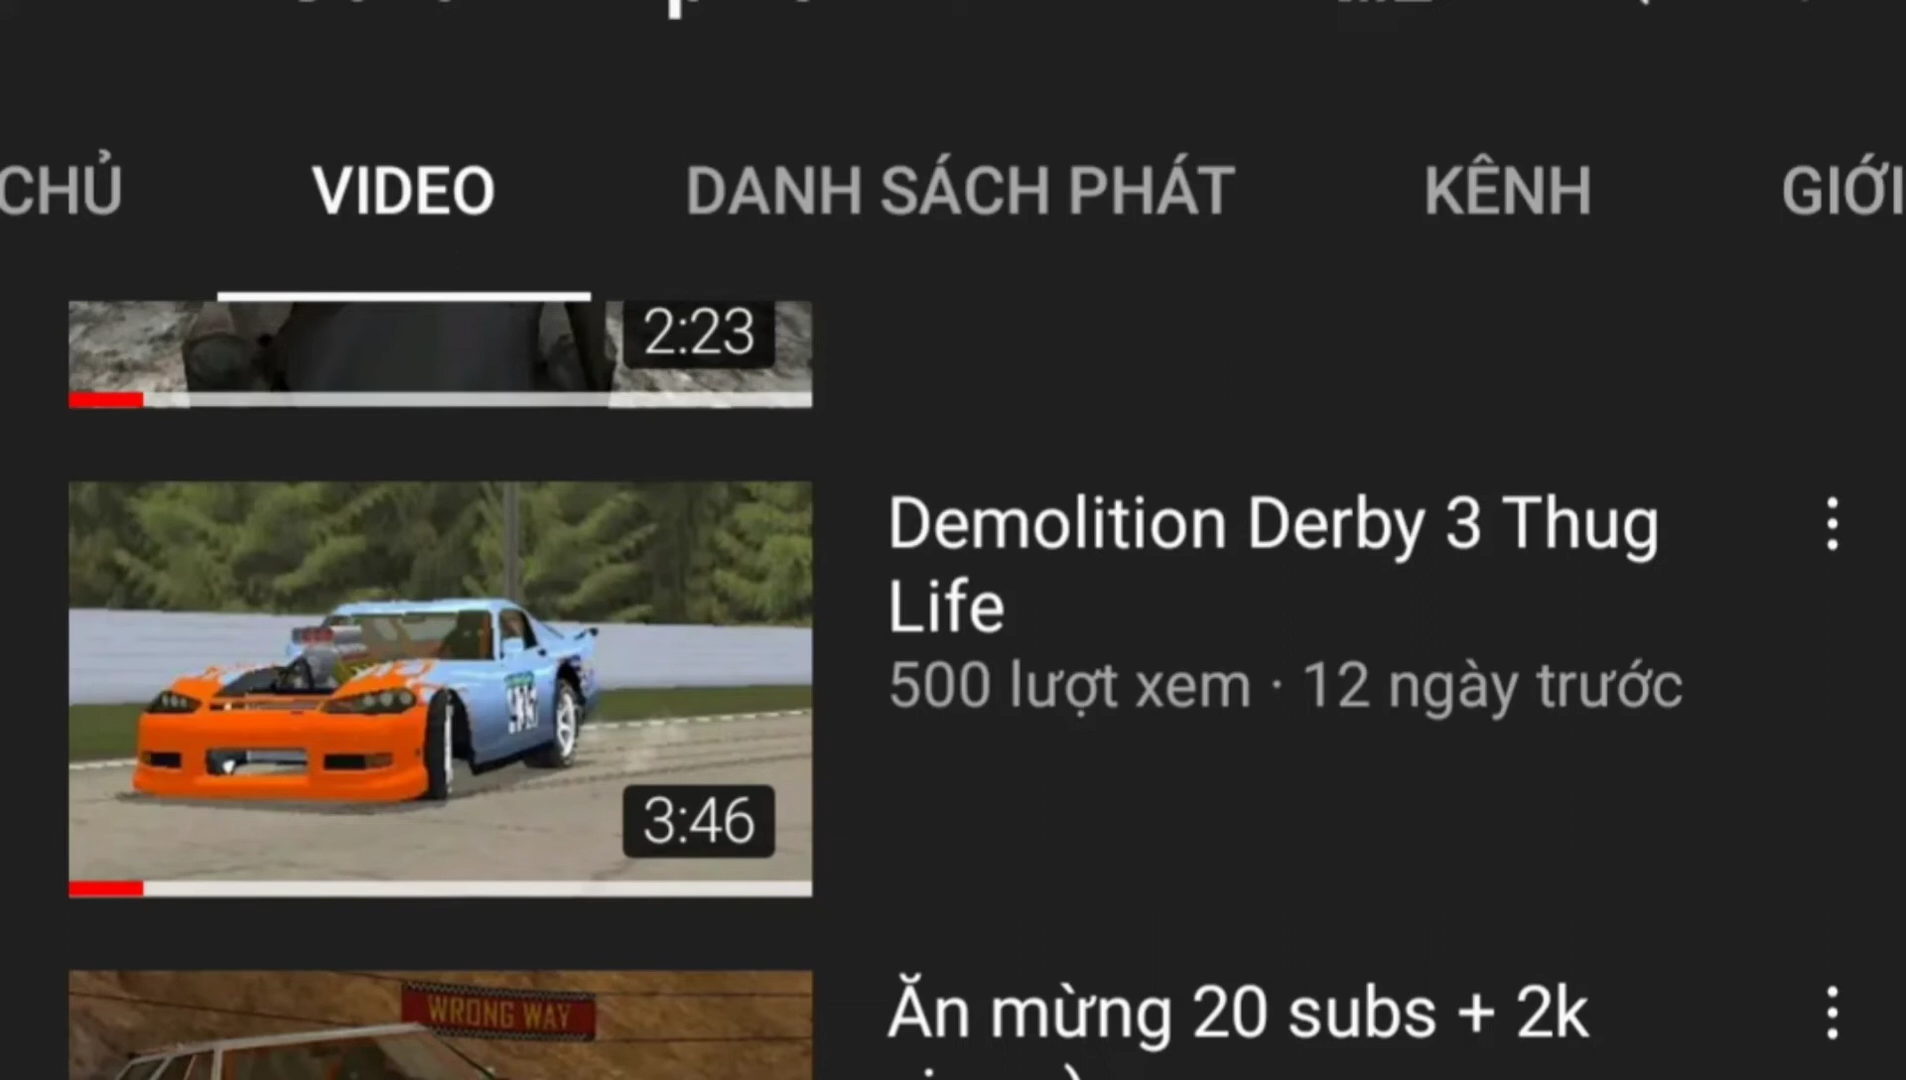 CHỦ VIDEO DANH SÁCH PHÁT KÊNH GIỚI
2:23
Demolition Derby 3 Thug
Life
500 lượt xem · 12 ngày trước
3:46
WRONG WAY
Ăn mừng 20 subs + 2k